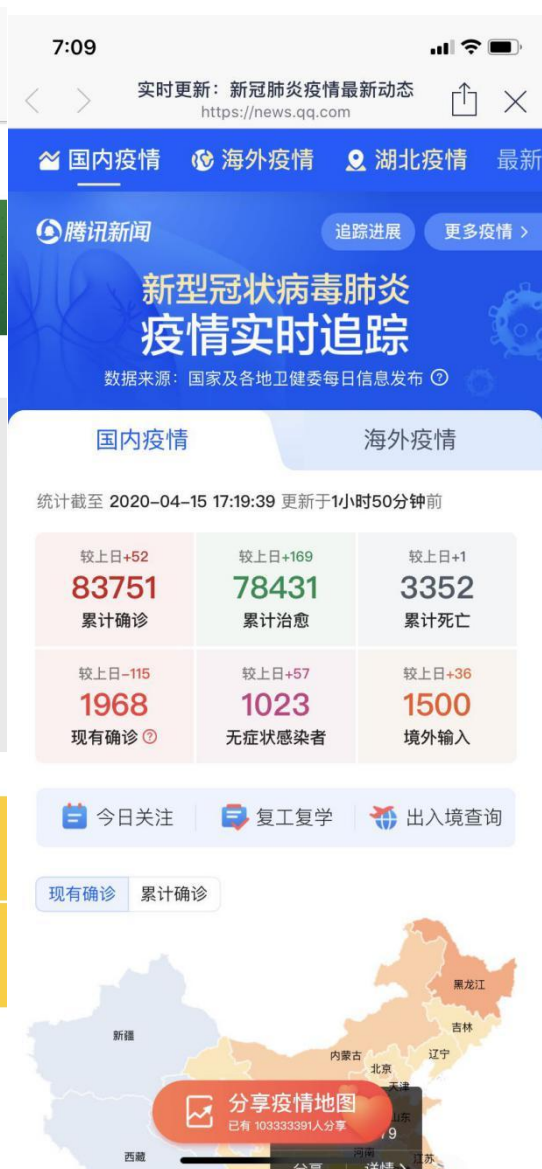 7:09
实时更新：新冠肺炎疫情最新动态
https://news.qq.com
国内疫情 海外疫情 湖北疫情 最新
腾讯新闻 追踪进展 更多疫情 >
新型冠状病毒肺炎
疫情实时追踪
数据来源：国家及各地卫健委每日信息发布
国内疫情 海外疫情
统计截至 2020-04-15 17:19:39 更新于1小时50分钟前
较上日+52 较上日+169 较上日+1
83751 78431 3352
累计确诊 累计治愈 累计死亡
较上日-115 较上日+57 较上日+36
1968 1023 1500
现有确诊 无症状感染者 境外输入
今日关注 复工复学 出入境查询
现有确诊 累计确诊
黑龙江
吉林
新疆
内蒙古 辽宁
北京
天津
分享疫情地图
山东
已有 103333391人分享
79
西藏
河南 江苏
分享 详情 >